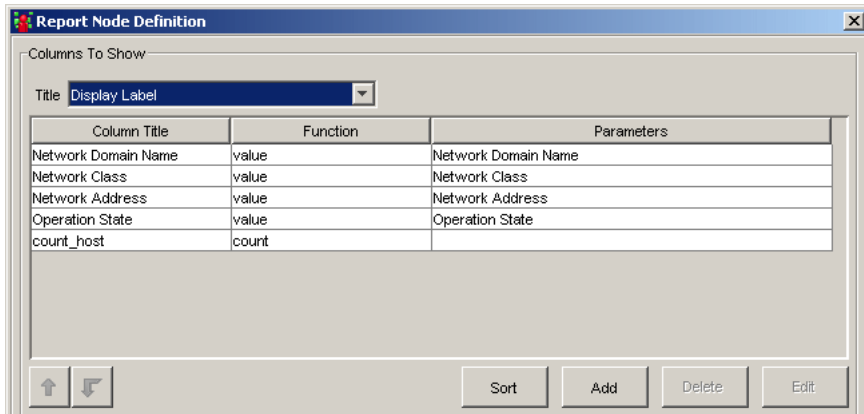 Report Node Definition
Columns To Show
Title Display Label
Column Title Function Parameters
Network Domain Name value Network Domain Name
Network Class value Network Class
Network Address value Network Address
Operation State value Operation State
count_host count
Sort Add Delete Edit